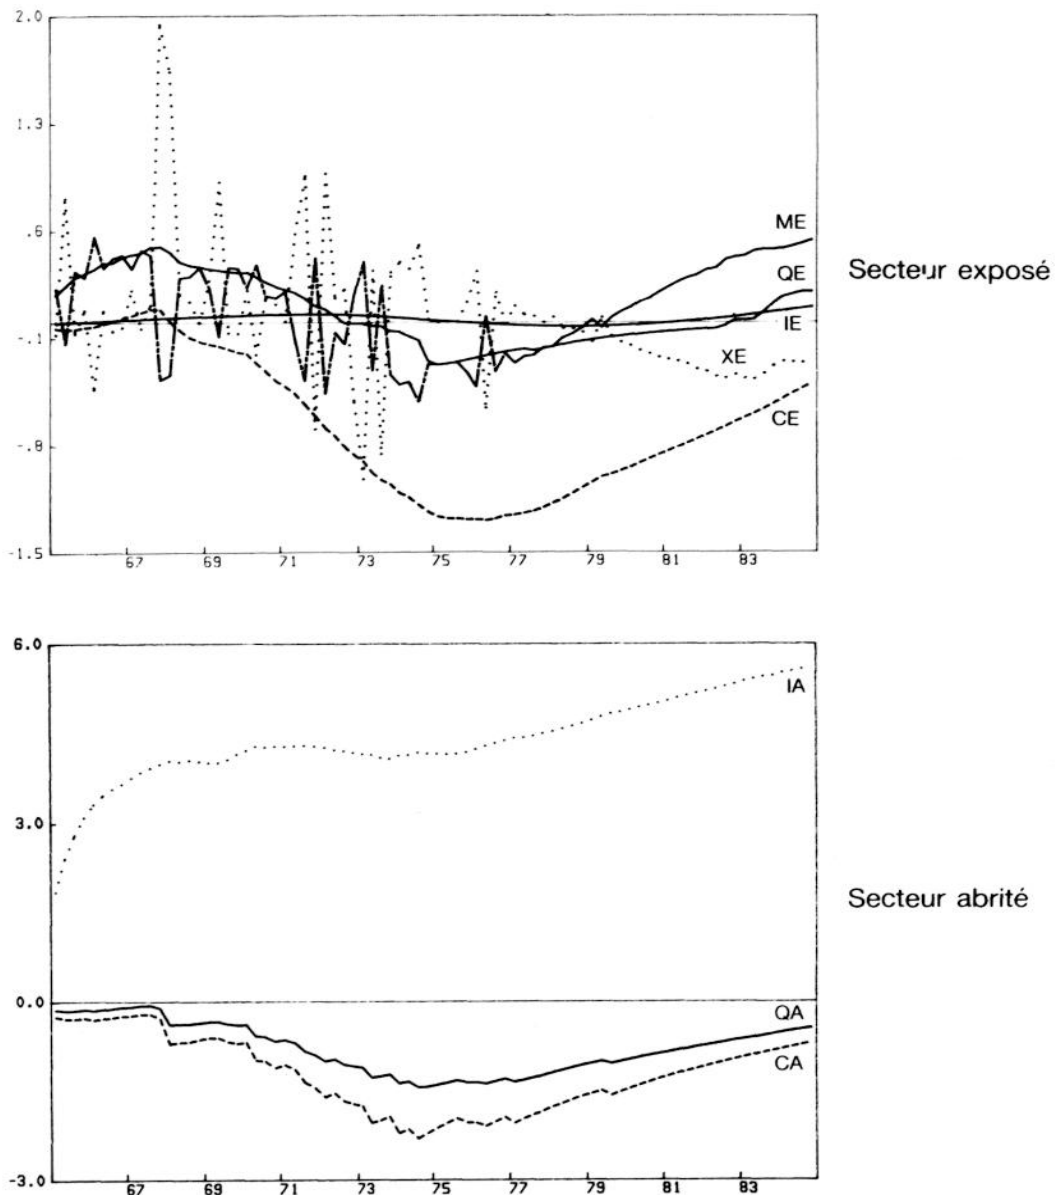 2.0
1.3
.6
-.1
-.8
-1.5
67 69 71 73 75 77 79 81 83
ME
QE
IE
XE
CE
Secteur exposé
6.0
3.0
0.0
-3.0
67 69 71 73 75 77 79 81 83
IA
QA
CA
Secteur abrité